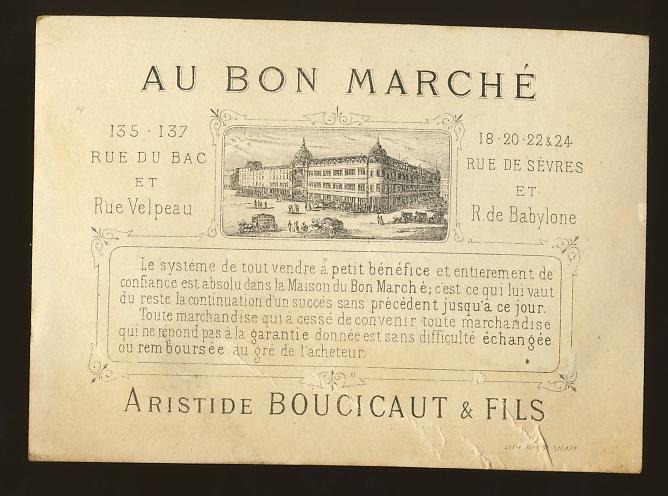 AU BON MARCHÉ
135 · 137
RUE DU BAC
ET
Rue Velpeau
18-20-22&24
RUE DE SÈVRES
ET
R. de Babylone
Le système de tout vendre à petit bénéfice et entierement de
confiance est absolu dans la Maison du Bon Marché; c'est ce qui lui vaut
du reste la continuation d'un succès sans précédent jusqu'à ce jour.
Toute marchandise qui a cessé de convenir toute marchandise
qui ne répond pas à la garantie donnée est sans difficulté échangée
ou remboursée au gré de l'acheteur.
ARISTIDE BOUCICAUT & FILS
LITH. SICARD